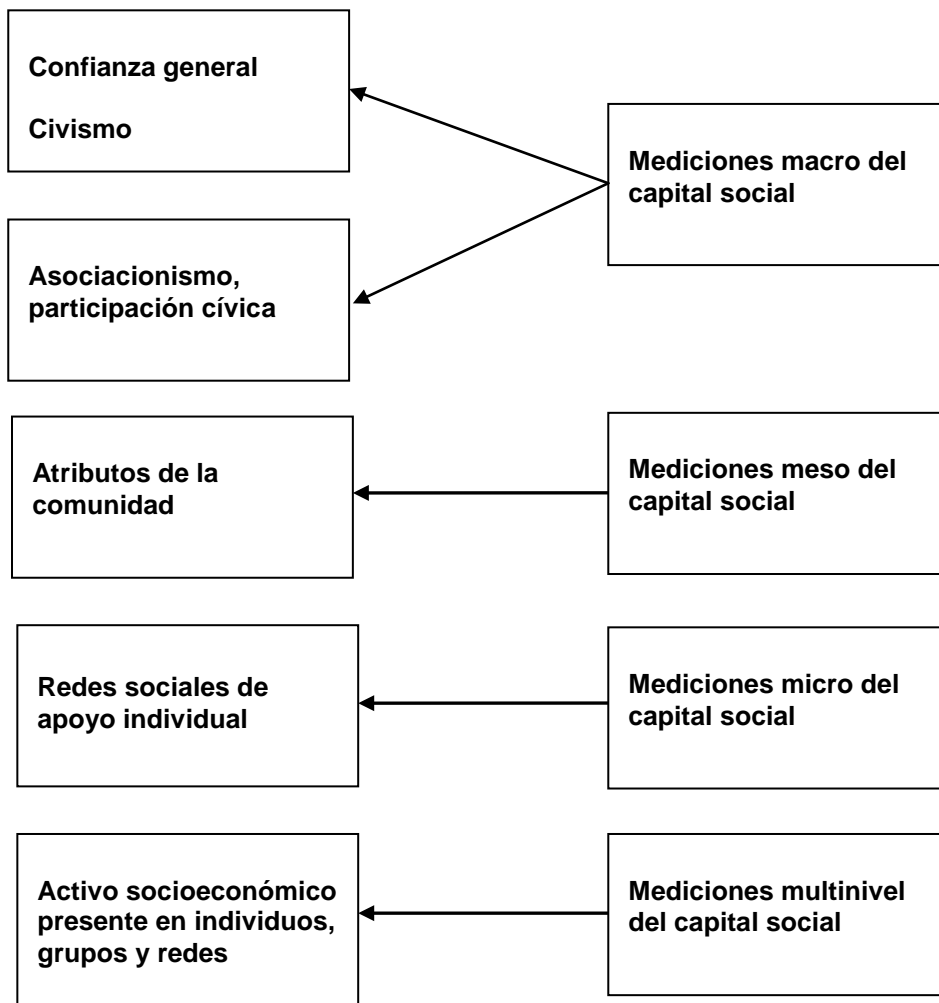 Confianza general
Civismo
Mediciones macro del
capital social
Asociacionismo,
participación cívica
Atributos de la
comunidad
Mediciones meso del
capital social
Redes sociales de
apoyo individual
Mediciones micro del
capital social
Activo socioeconómico
presente en individuos,
grupos y redes
Mediciones multinivel
del capital social